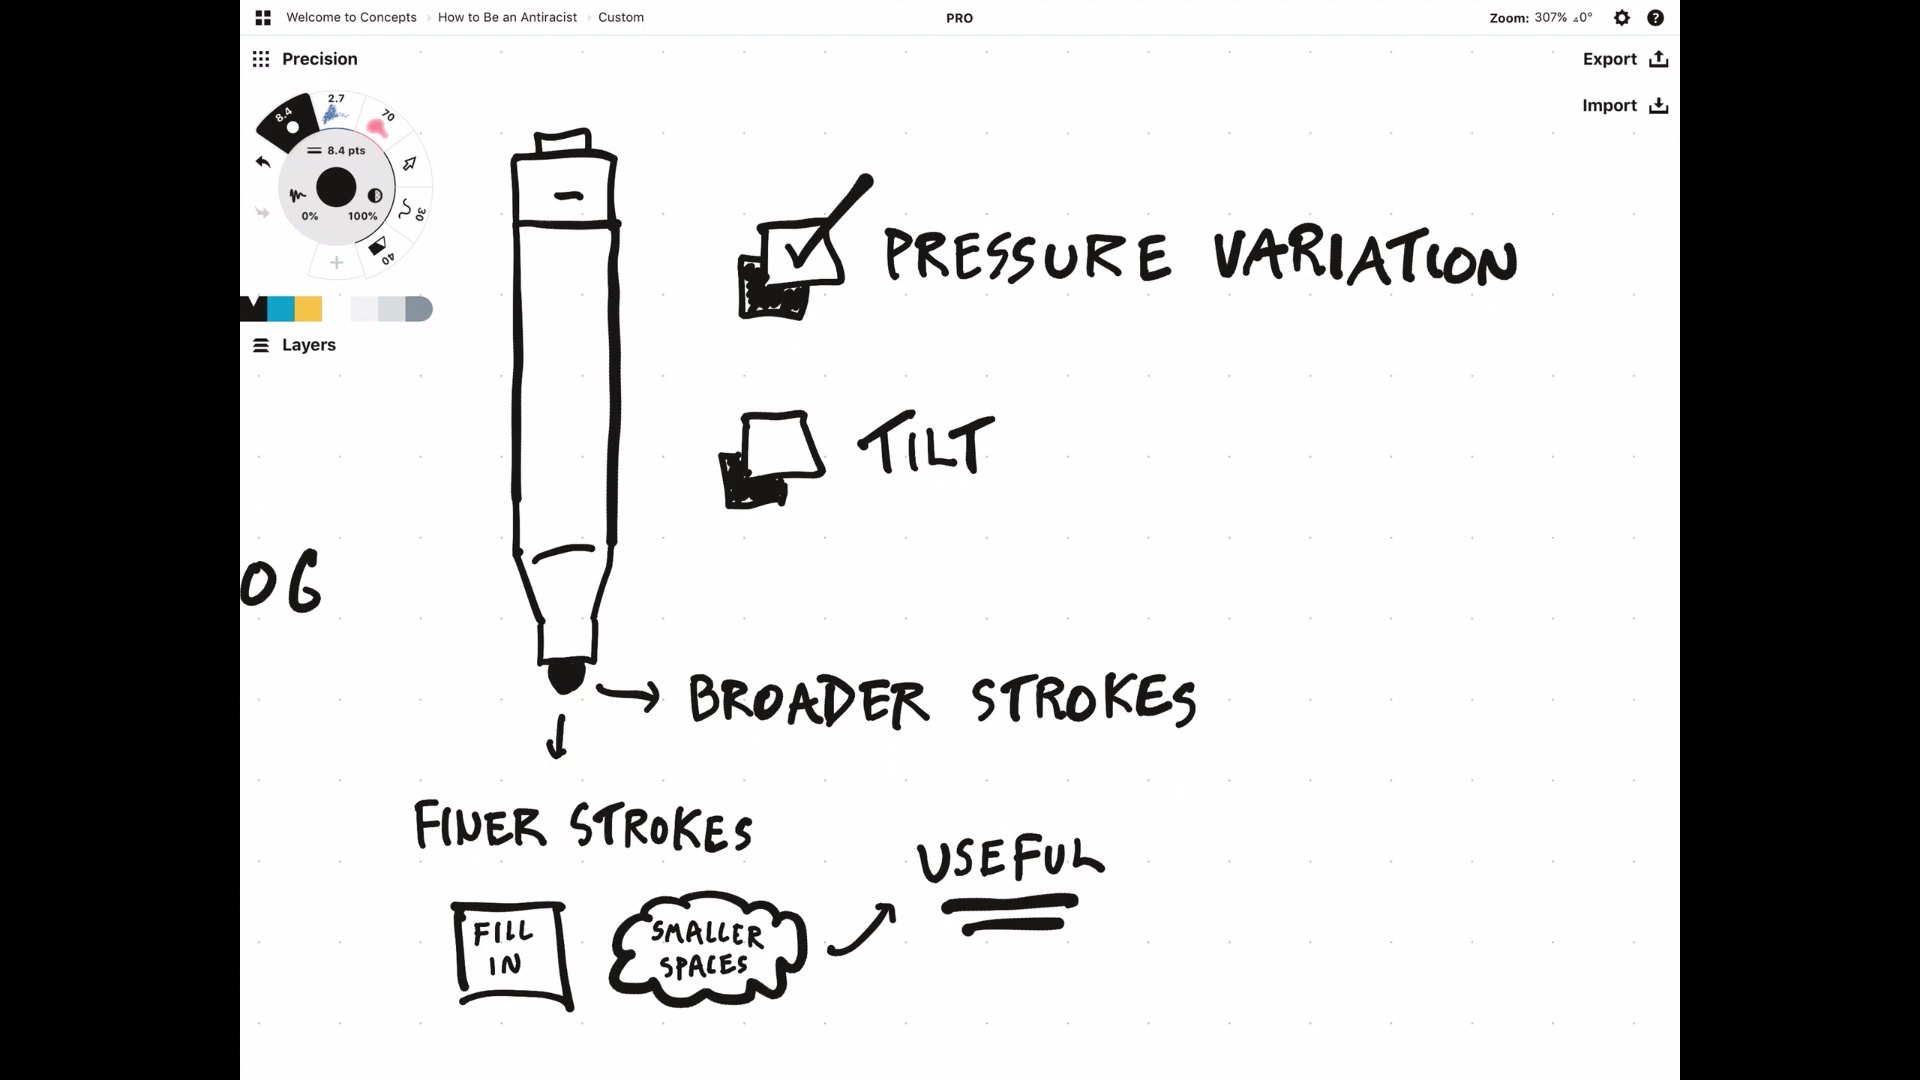 Welcome to Concepts
How to Be an Antiracist
Custom
PRO
Zoom: 307% ⊿0°
Precision
Export
Import
8.4
2.7
70
8.4 pts
0%
100%
30
40
Layers
PRESSURE VARIATION
TILT
OG
BROADER STROKES
FINER STROKES
USEFUL
FILL
IN
SMALLER
SPACES